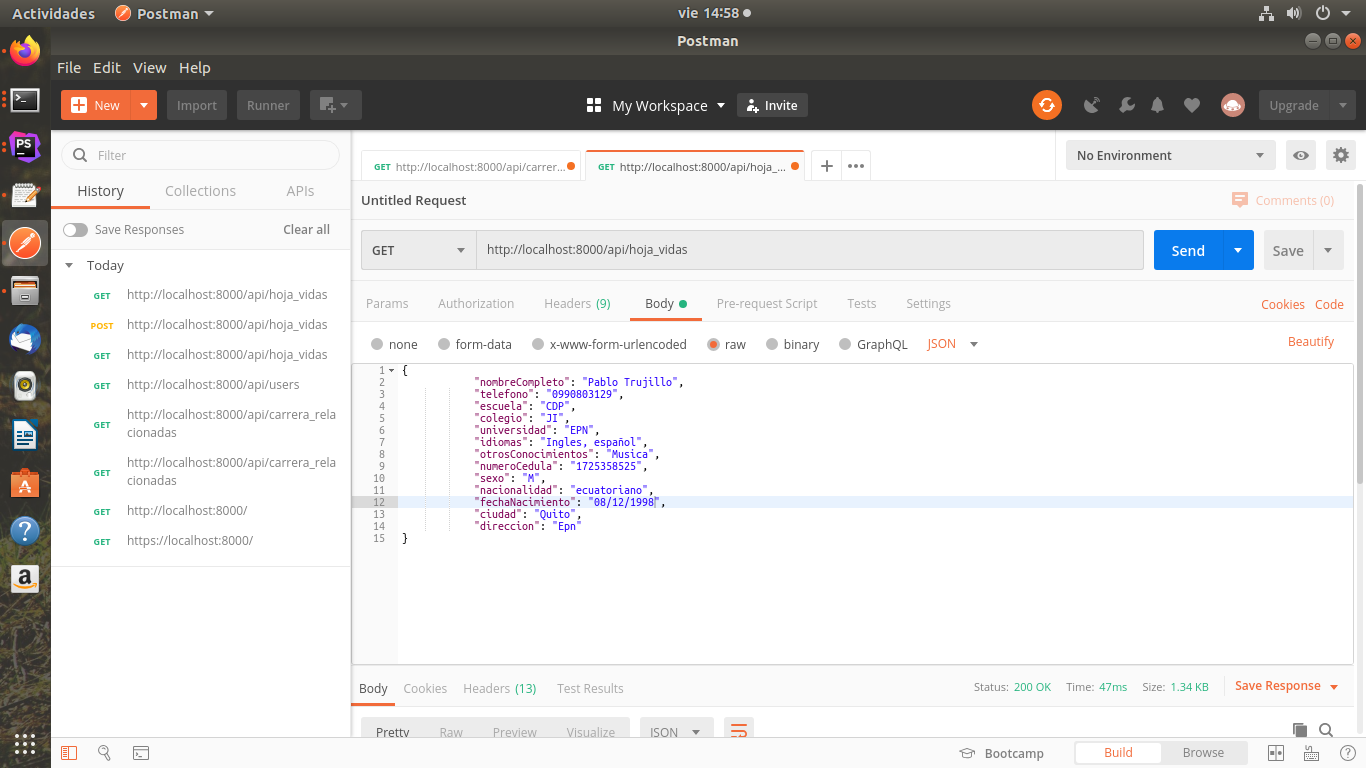 Actividades Postman vie 14:58
Postman
File Edit View Help
New Import Runner My Workspace Invite Upgrade
Filter
History Collections APIs
Save Responses Clear all
Today
GET http://localhost:8000/api/hoja_vidas
POST http://localhost:8000/api/hoja_vidas
GET http://localhost:8000/api/hoja_vidas
GET http://localhost:8000/api/users
GET http://localhost:8000/api/carrera_rela
cionadas
GET http://localhost:8000/api/carrera_rela
cionadas
GET http://localhost:8000/
GET https://localhost:8000/
GET http://localhost:8000/api/carrer... GET http://localhost:8000/api/hoja_... No Environment
Untitled Request Comments (0)
GET http://localhost:8000/api/hoja_vidas Send Save
Params Authorization Headers (9) Body Pre-request Script Tests Settings Cookies Code
none form-data x-www-form-urlencoded raw binary GraphQL JSON Beautify
1 {
2 "nombreCompleto": "Pablo Trujillo",
3 "telefono": "0990803129",
4 "escuela": "CDP",
5 "colegio": "JI",
6 "universidad": "EPN",
7 "idiomas": "Ingles, español",
8 "otrosConocimientos": "Musica",
9 "numeroCedula": "1725358525",
10 "sexo": "M",
11 "nacionalidad": "ecuatoriano",
12 "fechaNacimiento": "08/12/1998",
13 "ciudad": "Quito",
14 "direccion": "Epn"
15 }
Body Cookies Headers (13) Test Results Status: 200 OK Time: 47ms Size: 1.34 KB Save Response
Pretty Raw Preview Visualize JSON
Bootcamp Build Browse